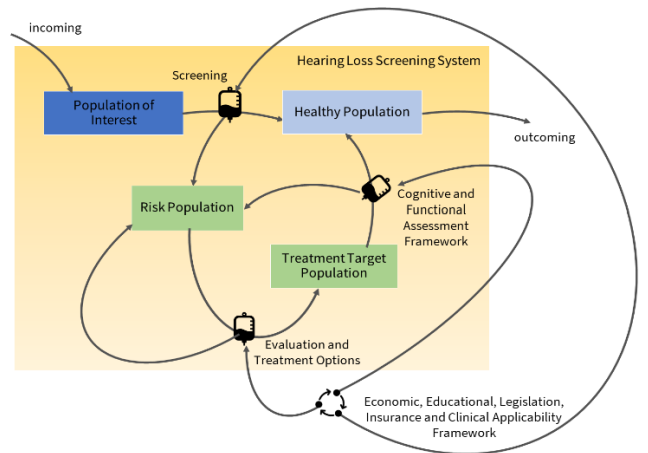 incoming
Hearing Loss Screening System
Screening
Population of
Interest
Healthy Population
outcoming
Risk Population
Cognitive and
Functional
Assessment
Framework
Treatment Target
Population
Evaluation and
Treatment Options
Economic, Educational, Legislation,
Insurance and Clinical Applicability
Framework